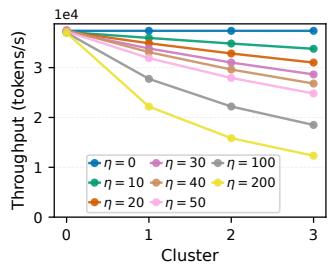 1e4
Throughput (tokens/s)
3
2
1
0
η = 0
η = 10
η = 20
η = 30
η = 40
η = 50
η = 100
η = 200
0 1 2 3
Cluster